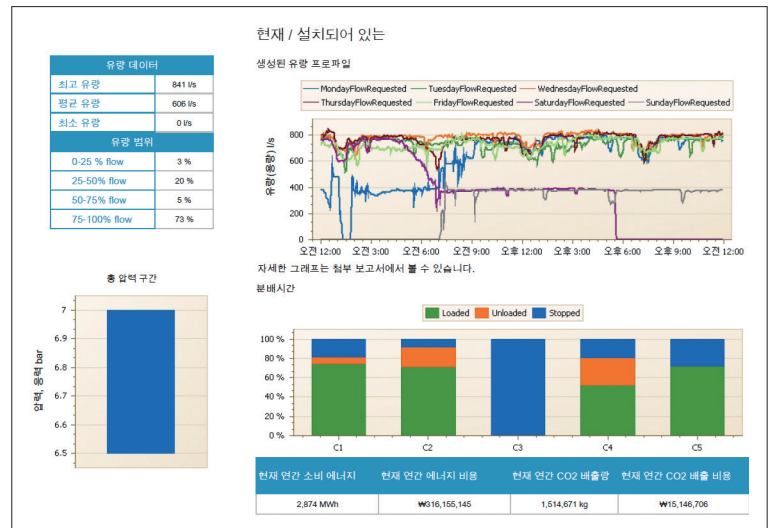 현재 / 설치되어 있는
유량 데이터
최고 유량 841 l/s
평균 유량 606 l/s
최소 유량 0 l/s
유량 범위
0-25 % flow 3 %
25-50% flow 20 %
50-75% flow 5 %
75-100% flow 73 %
생성된 유량 프로파일
MondayFlowRequested TuesdayFlowRequested WednesdayFlowRequested
ThursdayFlowRequested FridayFlowRequested SaturdayFlowRequested SundayFlowRequested
유량(용량) l/s
800
600
400
200
0
오전 12:00 오전 3:00 오전 6:00 오전 9:00 오후 12:00 오후 3:00 오후 6:00 오후 9:00 오전 12:00
자세한 그래프는 첨부 보고서에서 볼 수 있습니다.
총 압력 구간
압력, 응력 bar
7
6.9
6.8
6.7
6.6
6.5
분배시간
Loaded Unloaded Stopped
100 %
80 %
60 %
40 %
20 %
0 %
C1 C2 C3 C4 C5
현재 연간 소비 에너지 현재 연간 에너지 비용 현재 연간 CO2 배출량 현재 연간 CO2 배출 비용
2,874 MWh ₩316,155,145 1,514,671 kg ₩15,146,706